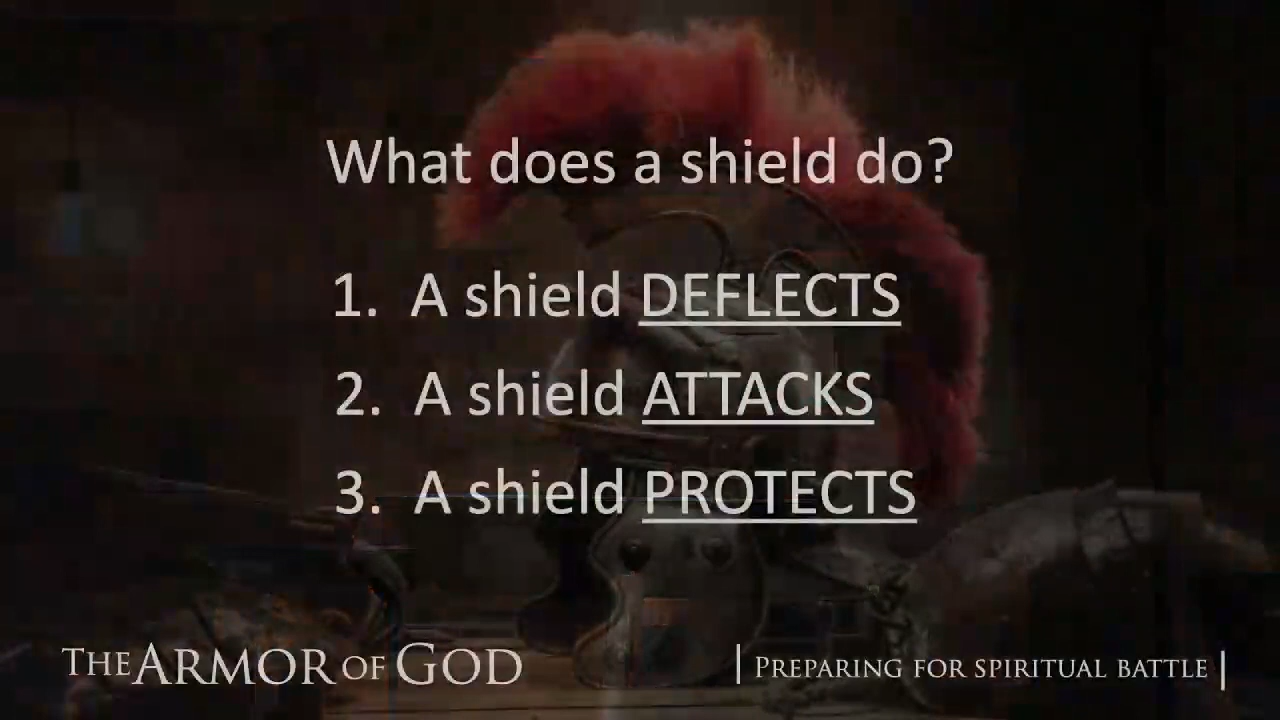 What does a shield do?
1. A shield DEFLECTS
2. A shield ATTACKS
3. A shield PROTECTS
THE ARMOR OF GOD
| PREPARING FOR SPIRITUAL BATTLE |